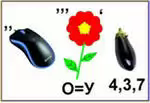 ,,, ‘
О=У 4,3,7